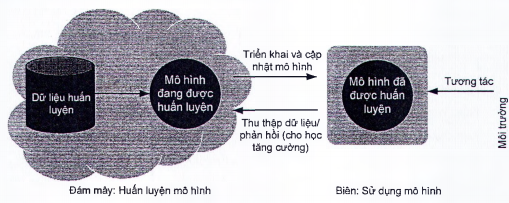 Dữ liệu huấn
luyện
Mô hình
đang được
huấn luyện
Triển khai và cập
nhật mô hình
Thu thập dữ liệu/
phản hồi (cho học
tăng cường)
Mô hình đã
được huấn
luyện
Tương tác
Môi trường
Đám mây: Huấn luyện mô hình
Biên: Sử dụng mô hình